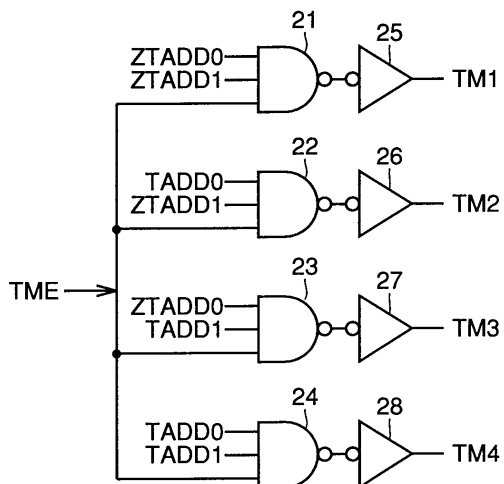 21
25
ZTADD0
ZTADD1
TM1
22
26
TADD0
ZTADD1
TM2
TME
23
27
ZTADD0
TADD1
TM3
24
28
TADD0
TADD1
TM4